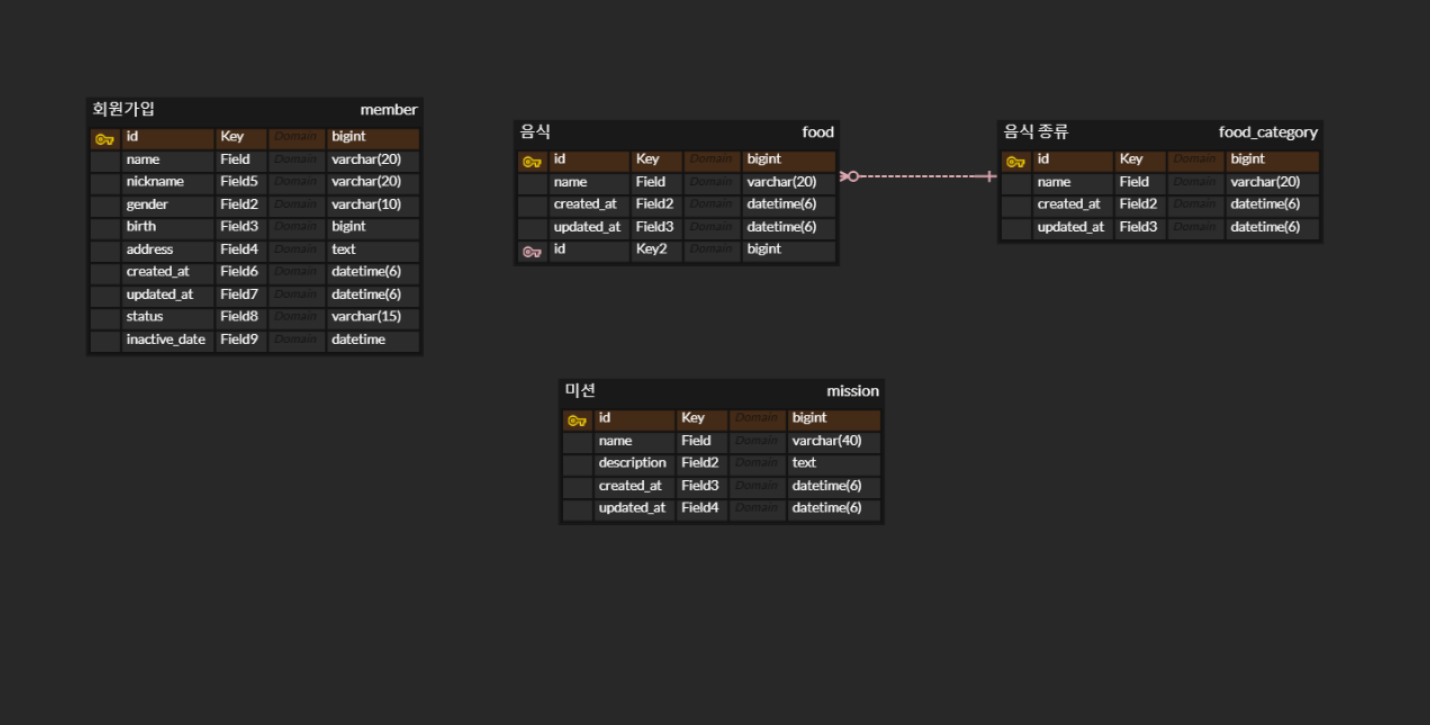 회원가입 member
id Key Domain bigint
name Field Domain varchar(20)
nickname Field5 Domain varchar(20)
gender Field2 Domain varchar(10)
birth Field3 Domain bigint
address Field4 Domain text
created_at Field6 Domain datetime(6)
updated_at Field7 Domain datetime(6)
status Field8 Domain varchar(15)
inactive_date Field9 Domain datetime
음식 food
id Key Domain bigint
name Field Domain varchar(20)
created_at Field2 Domain datetime(6)
updated_at Field3 Domain datetime(6)
id Key2 Domain bigint
음식 종류 food_category
id Key Domain bigint
name Field Domain varchar(20)
created_at Field2 Domain datetime(6)
updated_at Field3 Domain datetime(6)
미션 mission
id Key Domain bigint
name Field Domain varchar(40)
description Field2 Domain text
created_at Field3 Domain datetime(6)
updated_at Field4 Domain datetime(6)